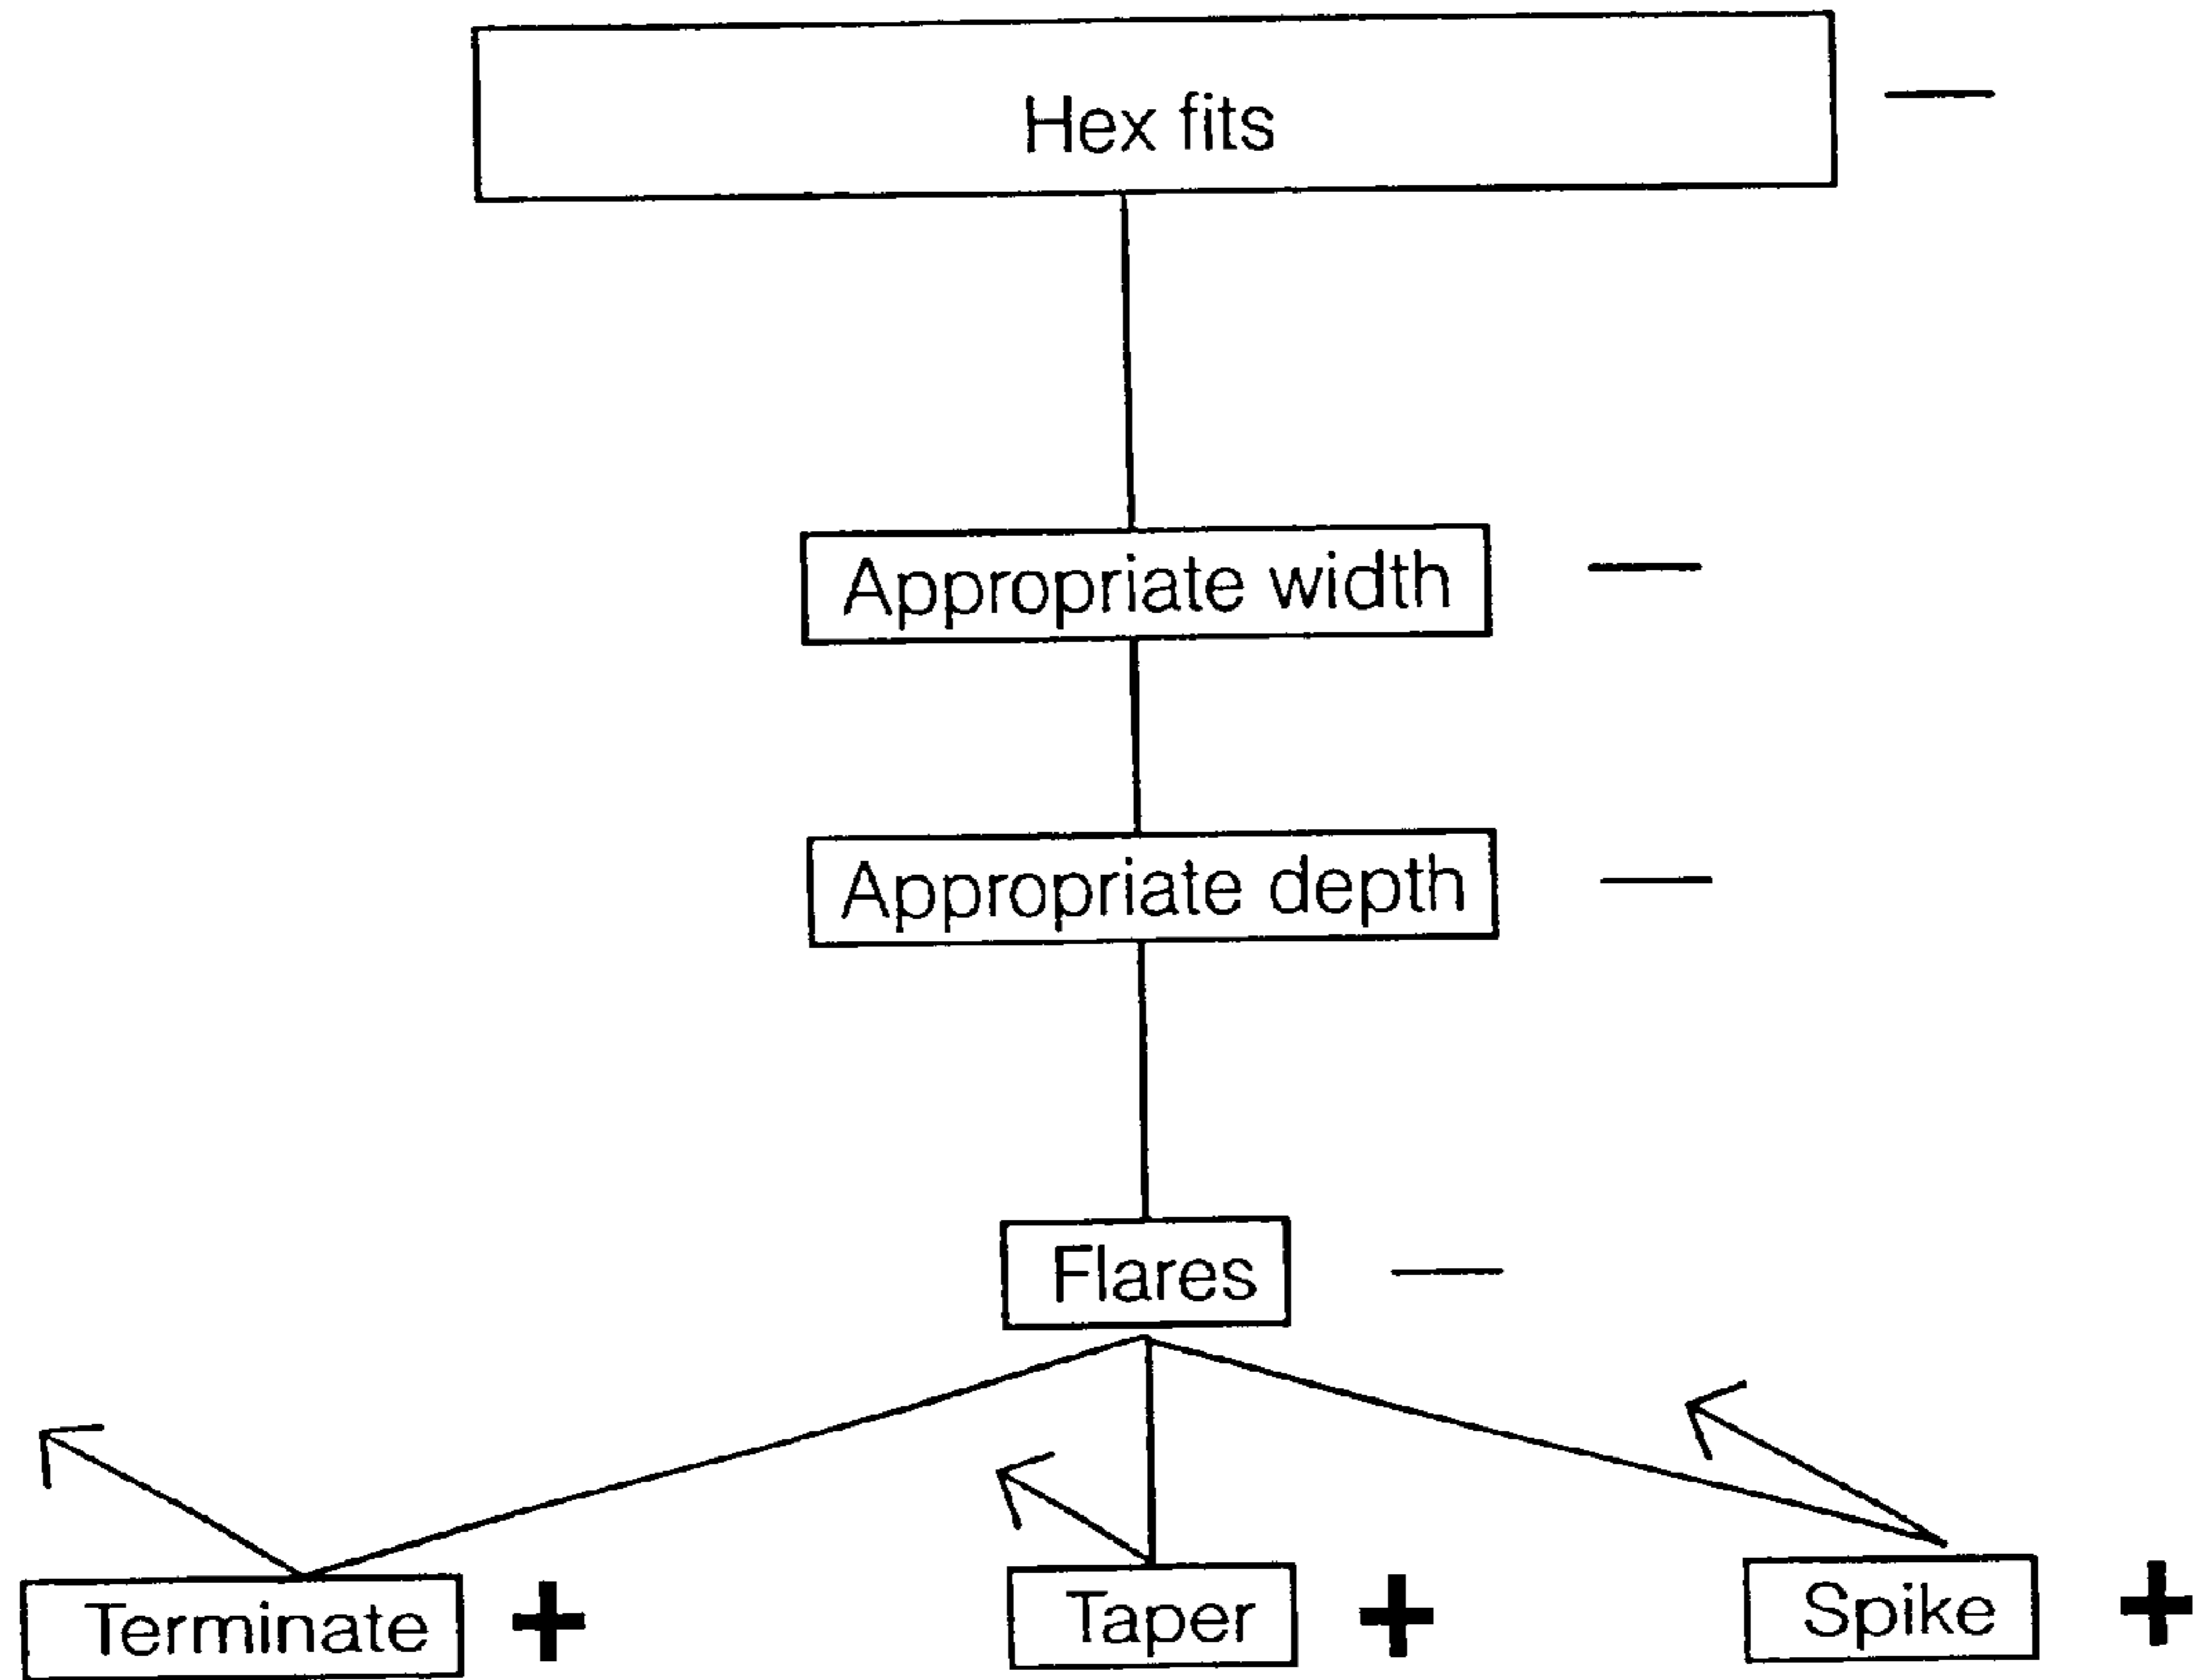 Hex fits
—
Appropriate width
—
Appropriate depth
—
Flares
—
Terminate +
Taper +
Spike +